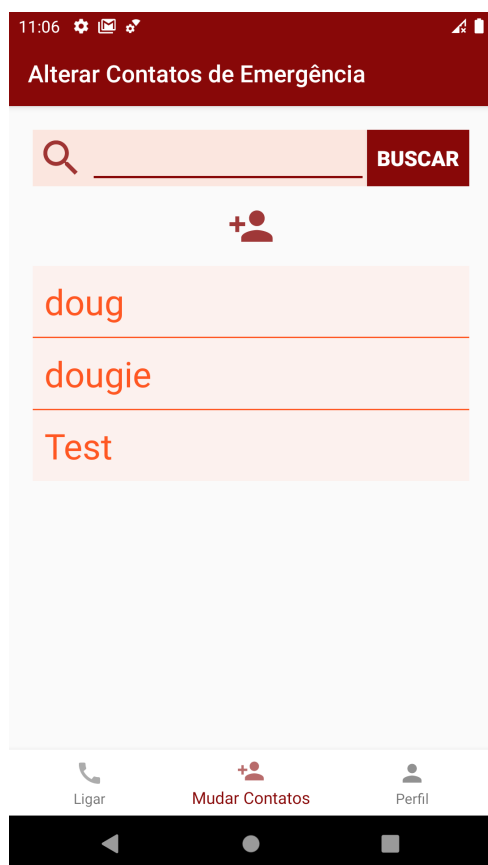 11:06
Alterar Contatos de Emergência
BUSCAR
doug
dougie
Test
Ligar
Mudar Contatos
Perfil